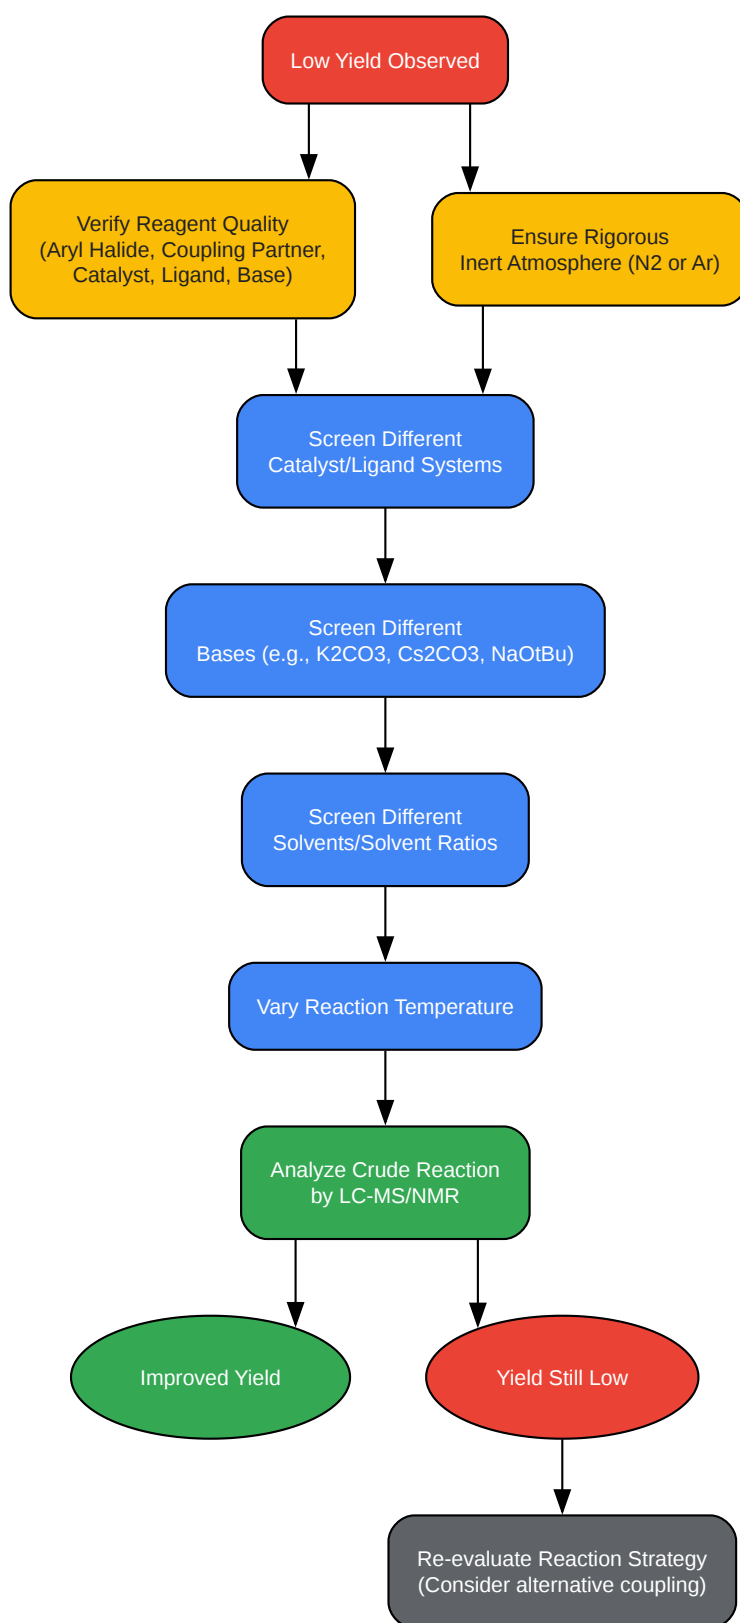 Low Yield Observed
Verify Reagent Quality
(Aryl Halide, Coupling Partner,
Catalyst, Ligand, Base)
Ensure Rigorous
Inert Atmosphere (N2 or Ar)
Screen Different
Catalyst/Ligand Systems
Screen Different
Bases (e.g., K2CO3, Cs2CO3, NaOtBu)
Screen Different
Solvents/Solvent Ratios
Vary Reaction Temperature
Analyze Crude Reaction
by LC-MS/NMR
Improved Yield
Yield Still Low
Re-evaluate Reaction Strategy
(Consider alternative coupling)